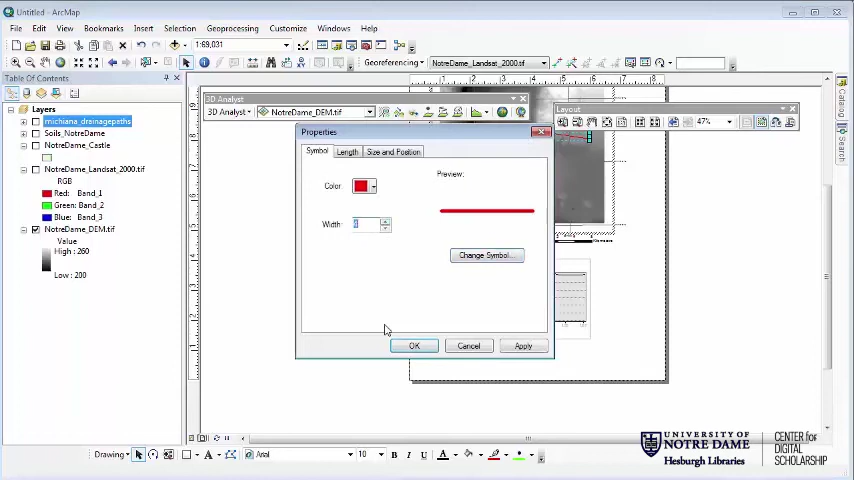 Untitled - ArcMap
File Edit View Bookmarks Insert Selection Geoprocessing Customize Windows Help
1:69,031
Georeferencing NotreDame_Landsat_2000.tif
Table Of Contents
Layers
michiana_drainagepaths
Soils_NotreDame
NotreDame_Castle
NotreDame_Landsat_2000.tif
RGB
Red: Band_1
Green: Band_2
Blue: Band_3
NotreDame_DEM.tif
Value
High : 260
Low : 200
3D Analyst
3D Analyst NotreDame_DEM.tif
Layout
47%
Properties
Symbol Length Size and Position
Color:
Preview:
Width:
Change Symbol...
OK Cancel Apply
Catalog
Search
Drawing A Arial 10 B I U A
UNIVERSITY OF
NOTRE DAME
Hesburgh Libraries
CENTER for
DIGITAL
SCHOLARSHIP